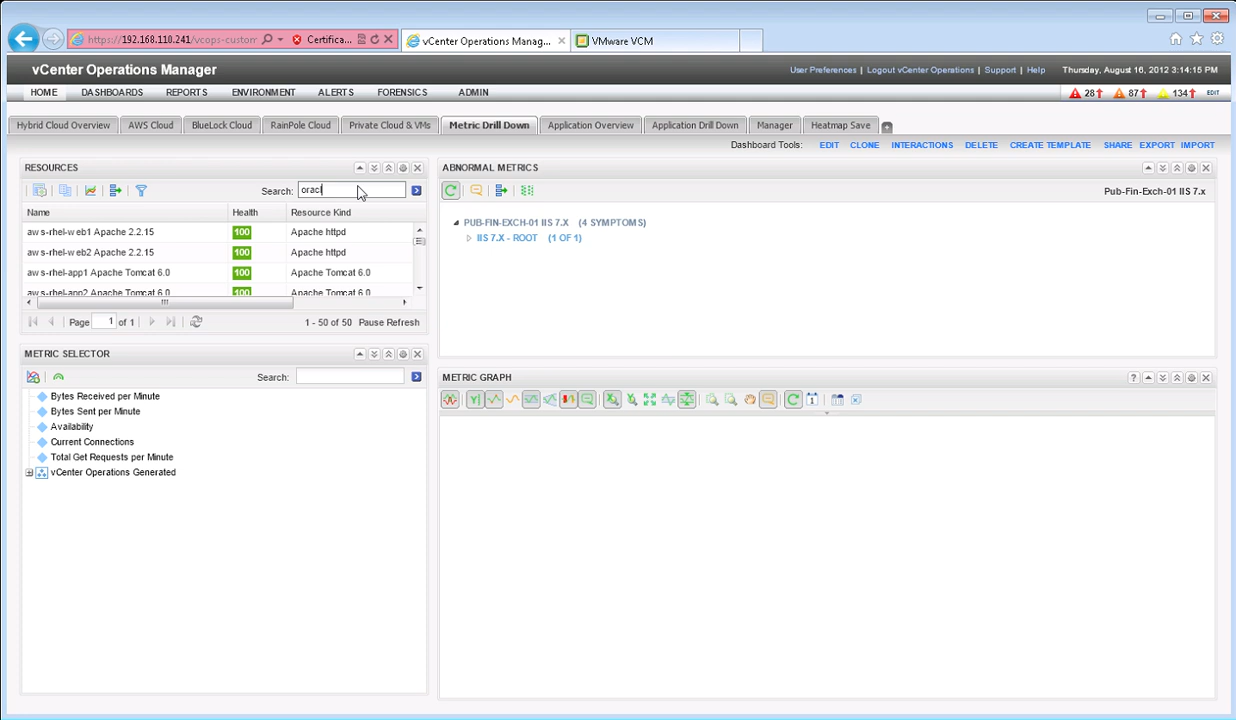 https://192.168.110.241/vcops-custom
Certifica...
vCenter Operations Manag...
VMware VCM
vCenter Operations Manager
User Preferences | Logout vCenter Operations | Support | Help
Thursday, August 16, 2012 3:14:15 PM
HOME DASHBOARDS REPORTS ENVIRONMENT ALERTS FORENSICS ADMIN
28 87 134 EDIT
Hybrid Cloud Overview AWS Cloud BlueLock Cloud RainPole Cloud Private Cloud & VMs Metric Drill Down Application Overview Application Drill Down Manager Heatmap Save
Dashboard Tools: EDIT CLONE INTERACTIONS DELETE CREATE TEMPLATE SHARE EXPORT IMPORT
RESOURCES
Search: oracl
Name Health Resource Kind
aws-rhel-web1 Apache 2.2.15 100 Apache httpd
aws-rhel-web2 Apache 2.2.15 100 Apache httpd
aws-rhel-app1 Apache Tomcat 6.0 100 Apache Tomcat 6.0
aws-rhel-app2 Apache Tomcat 6.0 100 Apache Tomcat 6.0
Page 1 of 1
1 - 50 of 50 Pause Refresh
METRIC SELECTOR
Search:
Bytes Received per Minute
Bytes Sent per Minute
Availability
Current Connections
Total Get Requests per Minute
vCenter Operations Generated
ABNORMAL METRICS
Pub-Fin-Exch-01 IIS 7.x
PUB-FIN-EXCH-01 IIS 7.X (4 SYMPTOMS)
IIS 7.X - ROOT (1 OF 1)
METRIC GRAPH